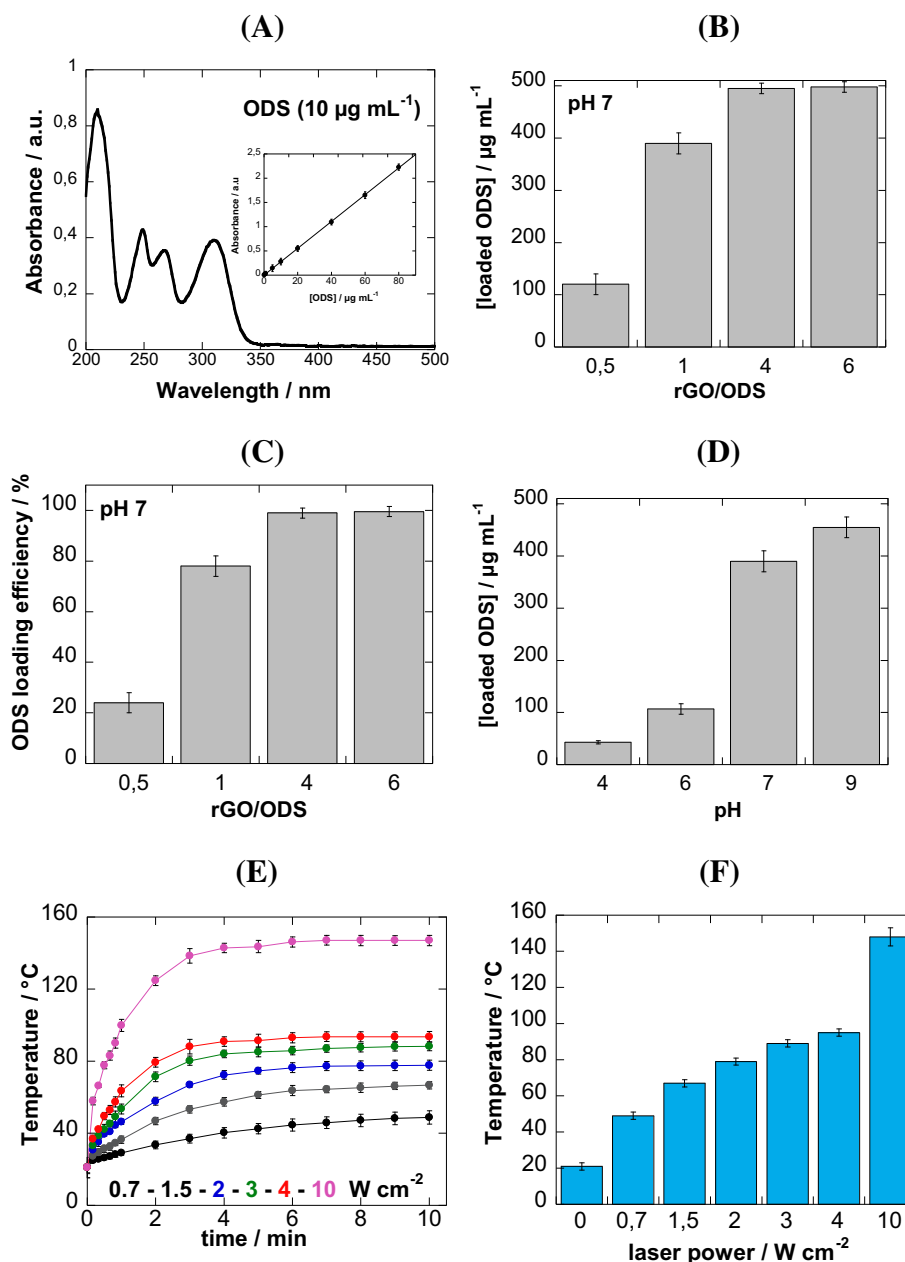 (A)
1
0,8
0,6
0,4
0,2
0
Absorbance / a.u.
ODS (10 µg mL⁻¹)
2,5
2
1,5
1
0,5
0
Absorbance / a.u
0 20 40 60 80
[ODS] / µg mL⁻¹
200 250 300 350 400 450 500
Wavelength / nm
(B)
500
400
300
200
100
0
[loaded ODS] / µg mL⁻¹
pH 7
0,5 1 4 6
rGO/ODS
(C)
100
80
60
40
20
0
ODS loading efficiency / %
pH 7
0,5 1 4 6
rGO/ODS
(D)
500
400
300
200
100
0
[loaded ODS] / µg mL⁻¹
4 6 7 9
pH
(E)
160
120
80
40
0
Temperature / °C
0.7 - 1.5 - 2 - 3 - 4 - 10 W cm⁻²
0 2 4 6 8 10
time / min
(F)
160
140
120
100
80
60
40
20
0
Temperature / °C
0 0,7 1,5 2 3 4 10
laser power / W cm⁻²